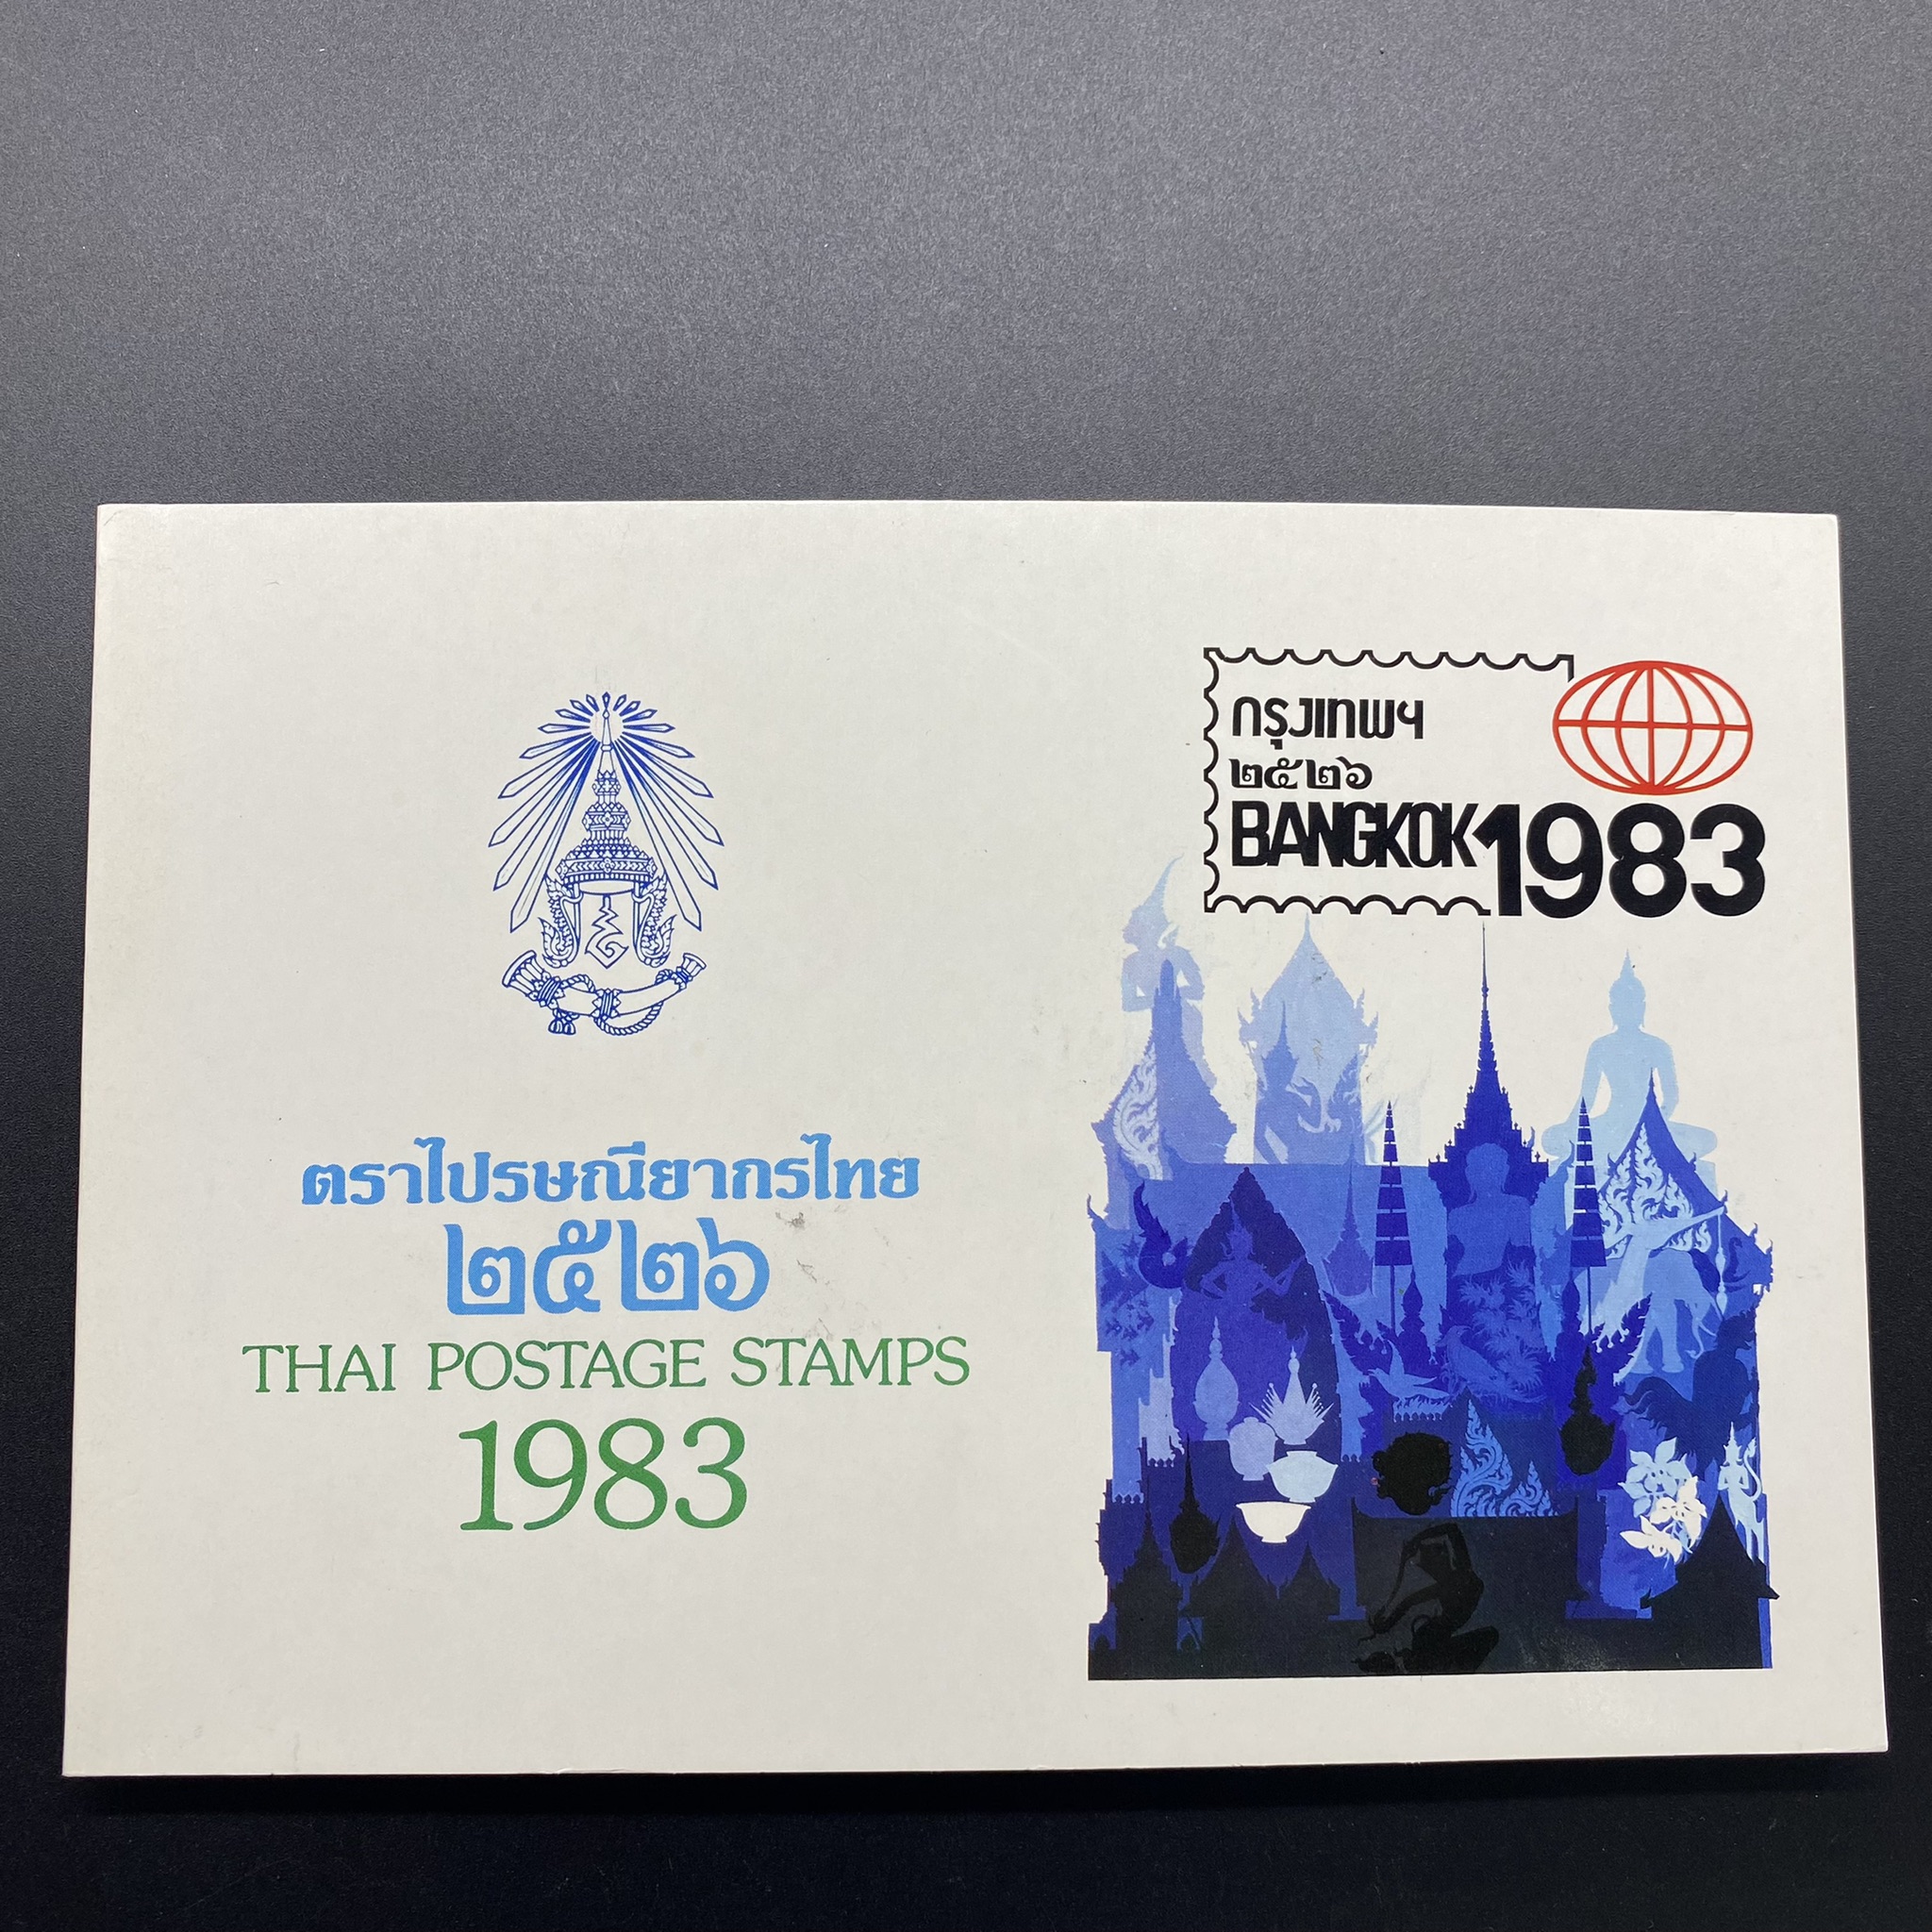 ตราไปรษณียากรไทย
๒๕๒๖
THAI POSTAGE STAMPS
1983
กรุงเทพฯ
๒๕๒๖
BANGKOK 1983